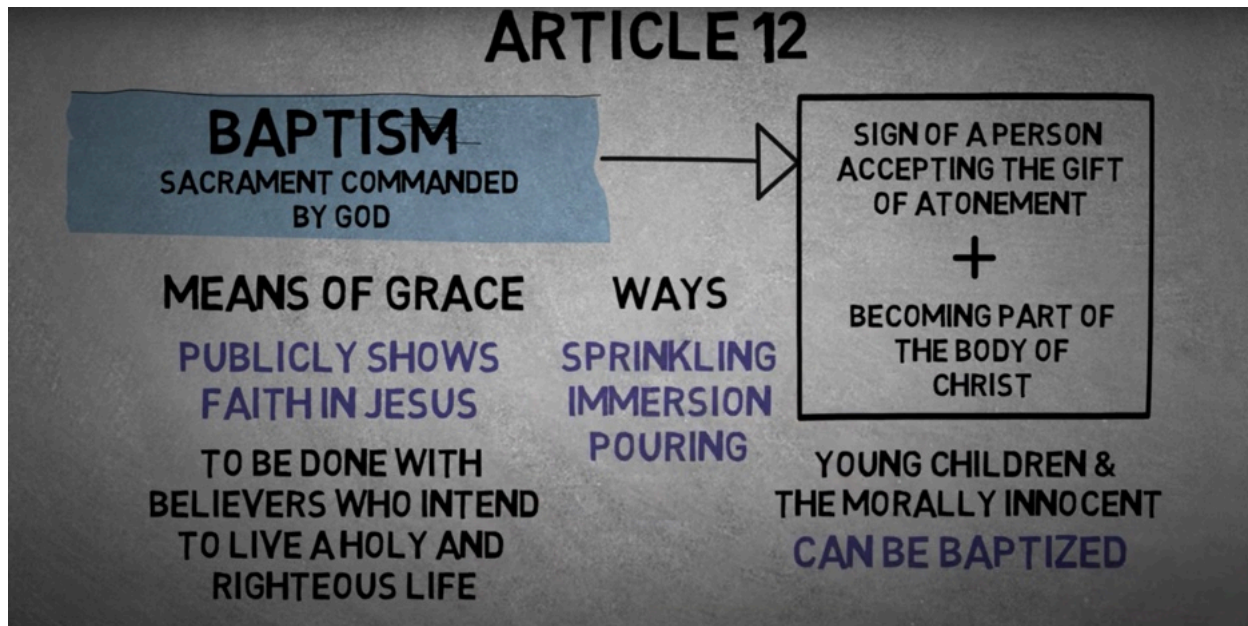 ARTICLE 12
BAPTISM
SACRAMENT COMMANDED
BY GOD
SIGN OF A PERSON
ACCEPTING THE GIFT
OF ATONEMENT
+
BECOMING PART OF
THE BODY OF
CHRIST
MEANS OF GRACE
PUBLICLY SHOWS
FAITH IN JESUS
TO BE DONE WITH
BELIEVERS WHO INTEND
TO LIVE A HOLY AND
RIGHTEOUS LIFE
WAYS
SPRINKLING
IMMERSION
POURING
YOUNG CHILDREN &
THE MORALLY INNOCENT
CAN BE BAPTIZED